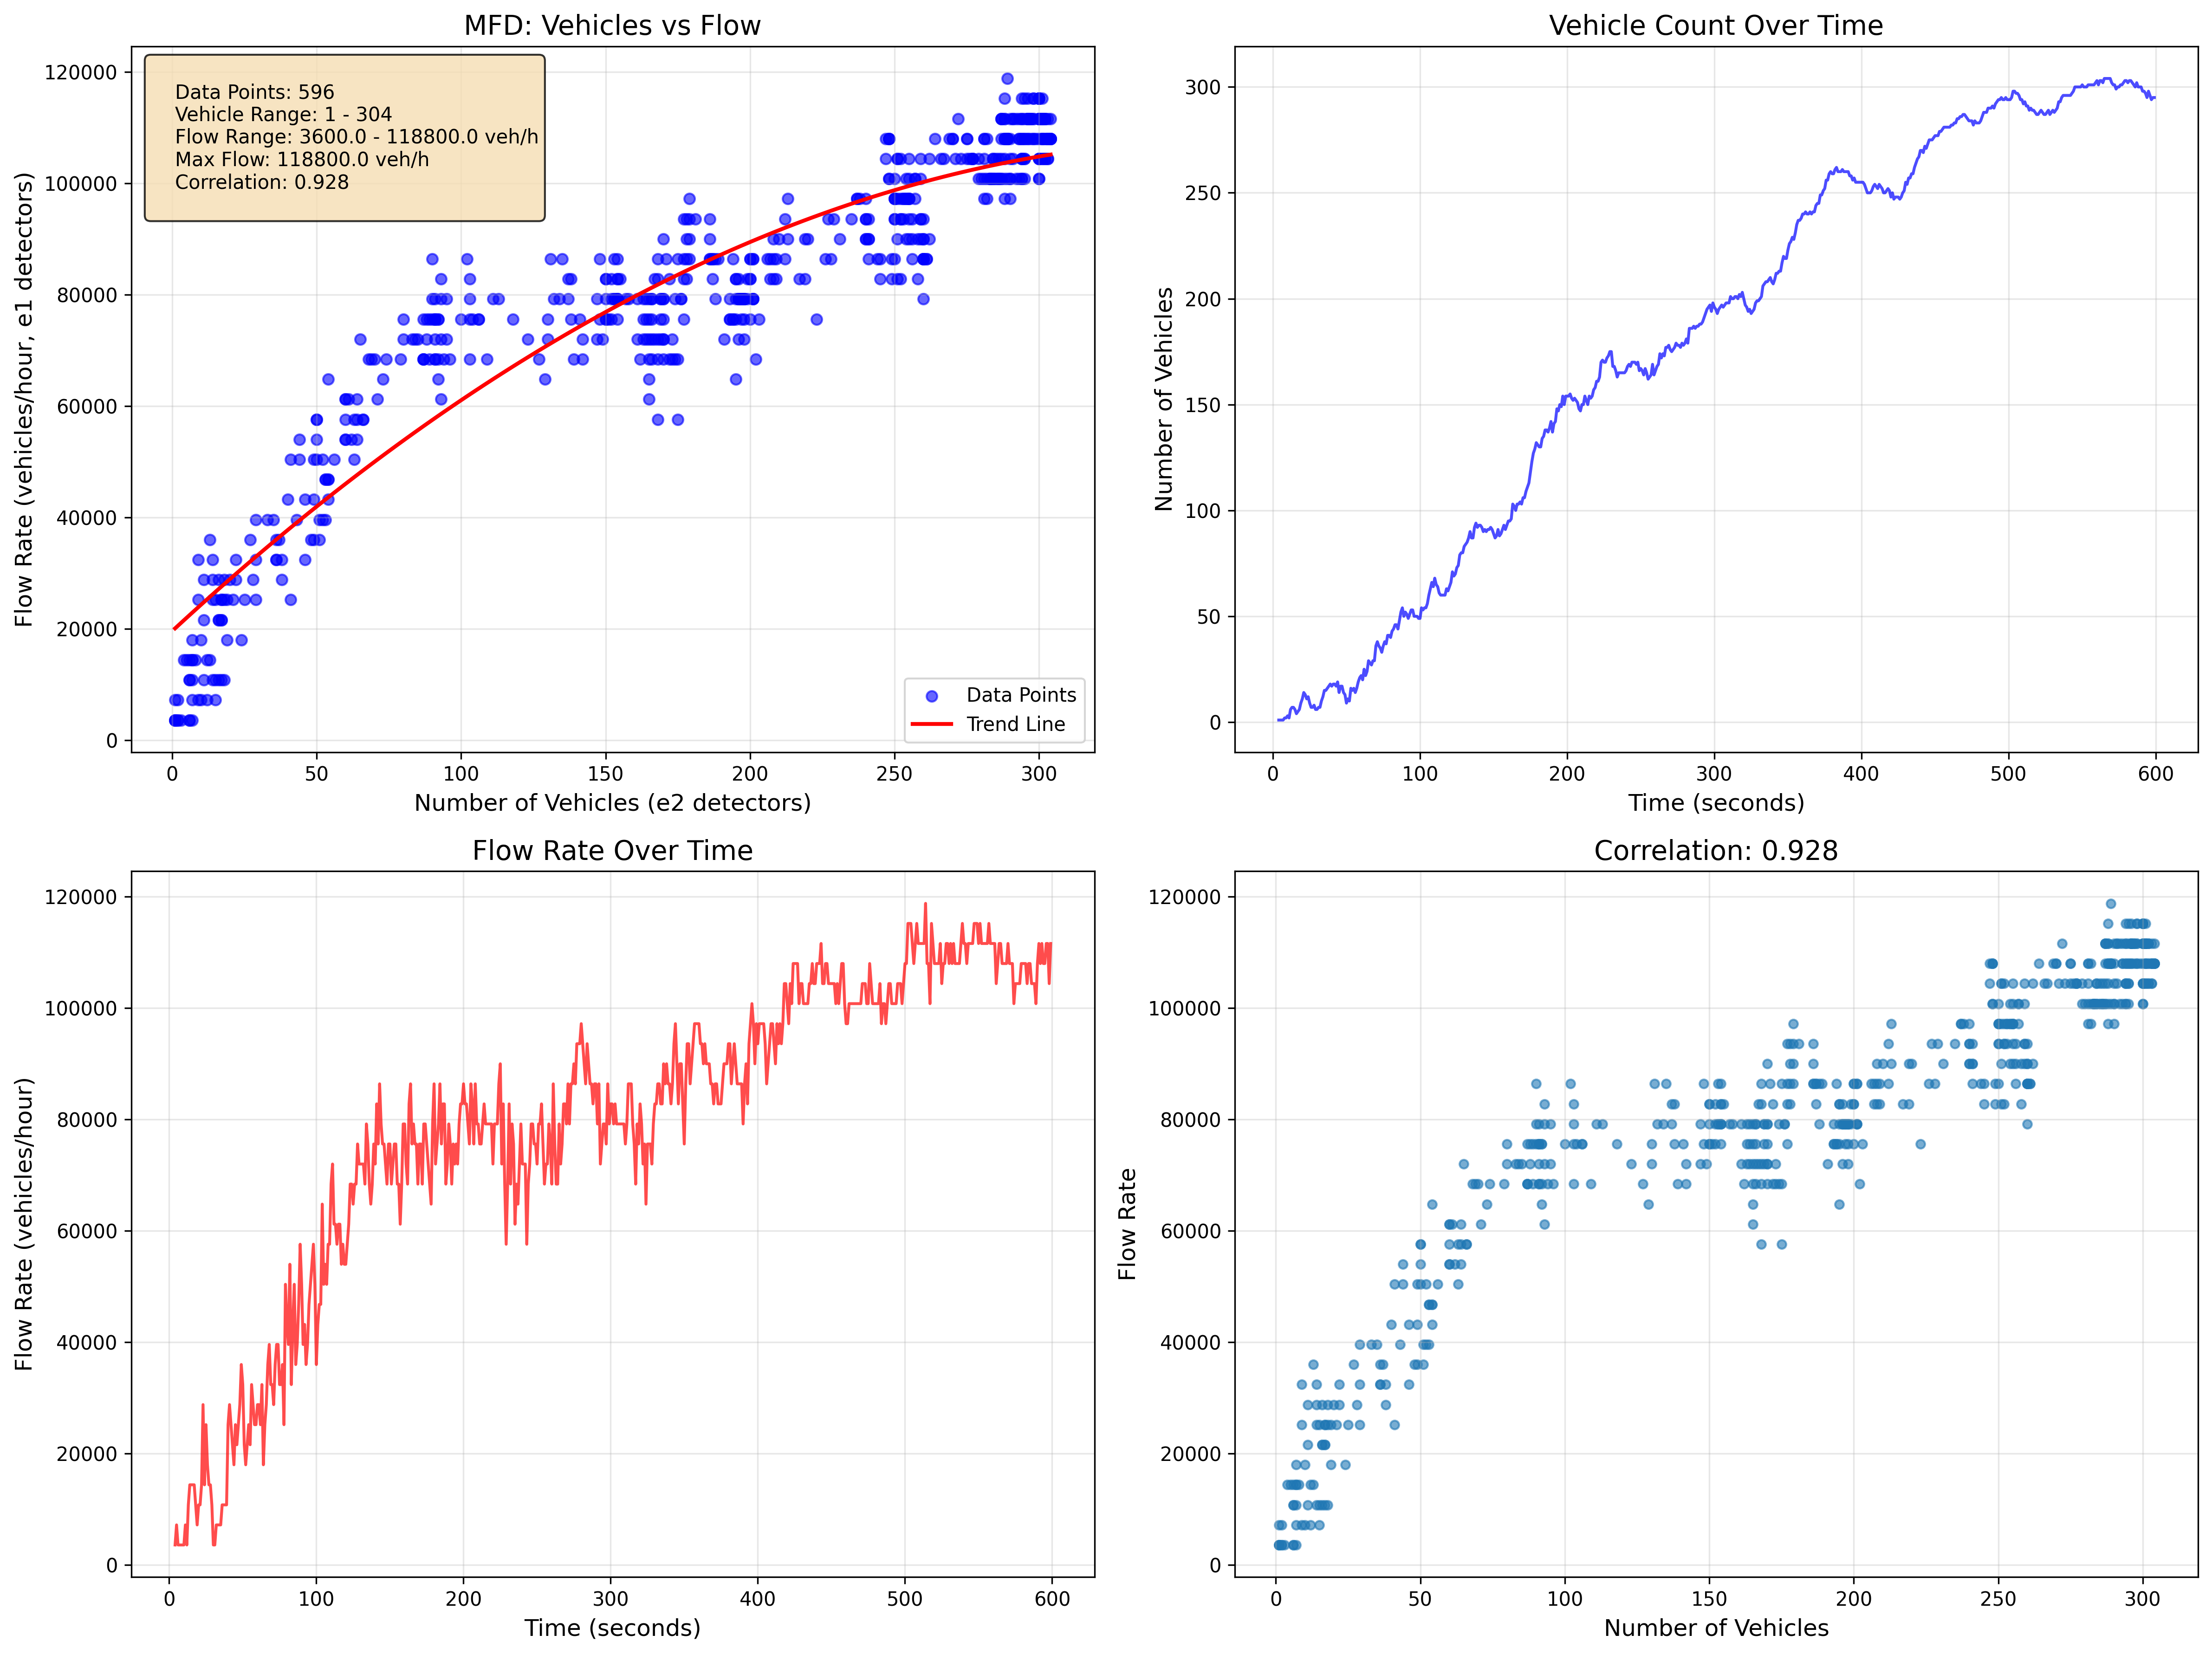 MFD: Vehicles vs Flow
Data Points: 596
Vehicle Range: 1 - 304
Flow Range: 3600.0 - 118800.0 veh/h
Max Flow: 118800.0 veh/h
Correlation: 0.928
120000
100000
80000
60000
40000
20000
0
Flow Rate (vehicles/hour, e1 detectors)
Data Points
Trend Line
0 50 100 150 200 250 300
Number of Vehicles (e2 detectors)
Vehicle Count Over Time
300
250
200
150
100
50
0
Number of Vehicles
0 100 200 300 400 500 600
Time (seconds)
Flow Rate Over Time
120000
100000
80000
60000
40000
20000
0
Flow Rate (vehicles/hour)
0 100 200 300 400 500 600
Time (seconds)
Correlation: 0.928
120000
100000
80000
60000
40000
20000
0
Flow Rate
0 50 100 150 200 250 300
Number of Vehicles